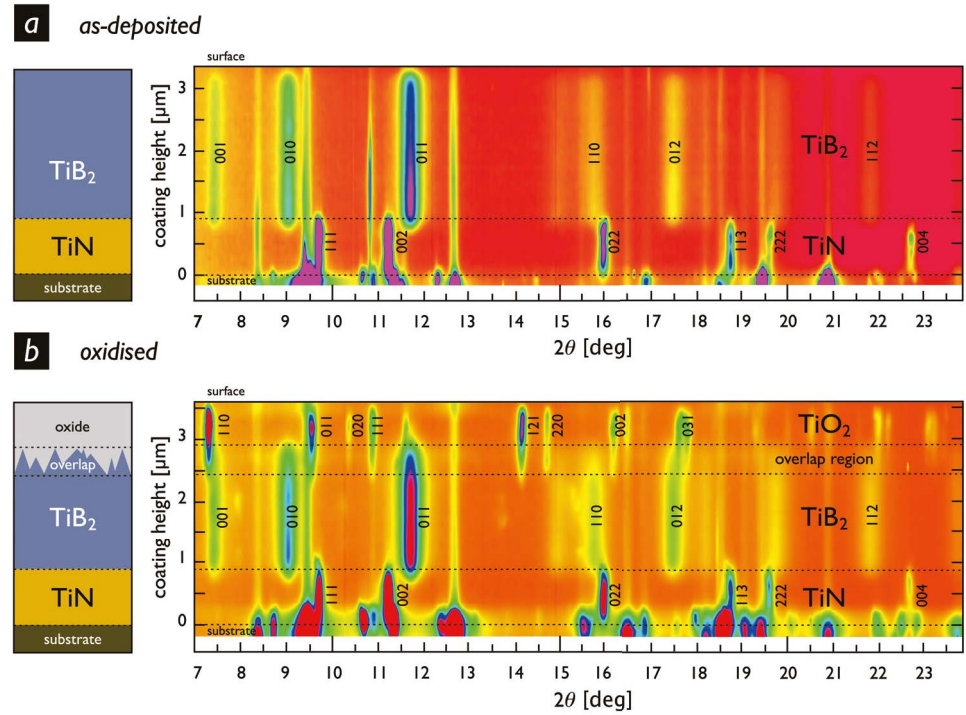 a as-deposited
surface
coating height [µm]
3
2
1
0
TiB₂
TiN
substrate
001
010
011
110
012
TiB₂
112
111
002
022
113
222
TiN
004
substrate
7 8 9 10 11 12 13 14 15 16 17 18 19 20 21 22 23
2θ [deg]
b oxidised
surface
coating height [µm]
3
2
1
0
oxide
overlap
TiB₂
TiN
substrate
110
011
020
111
121
220
002
031
TiO₂
overlap region
001
010
011
110
012
TiB₂
112
111
002
022
113
222
TiN
004
substrate
7 8 9 10 11 12 13 14 15 16 17 18 19 20 21 22 23
2θ [deg]